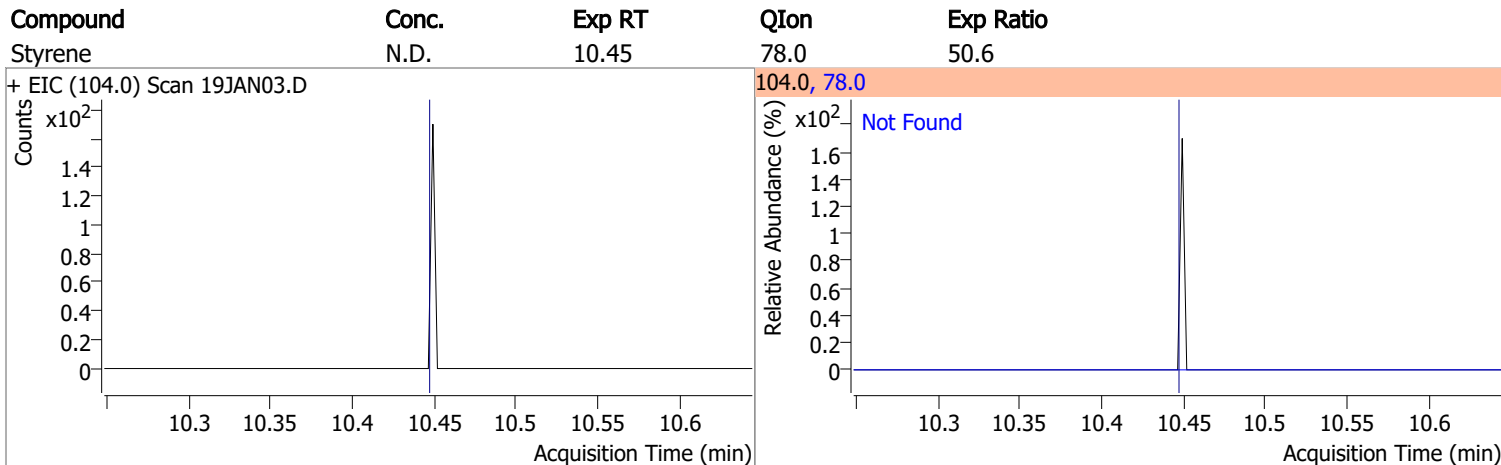 Compound Conc. Exp RT QIon Exp Ratio
Styrene N.D. 10.45 78.0 50.6
+ EIC (104.0) Scan 19JAN03.D
Counts
x10²
1.4
1.2
1
0.8
0.6
0.4
0.2
0
10.3 10.35 10.4 10.45 10.5 10.55 10.6
Acquisition Time (min)
104.0, 78.0
Relative Abundance (%)
x10²
Not Found
1.6
1.4
1.2
1
0.8
0.6
0.4
0.2
0
10.3 10.35 10.4 10.45 10.5 10.55 10.6
Acquisition Time (min)